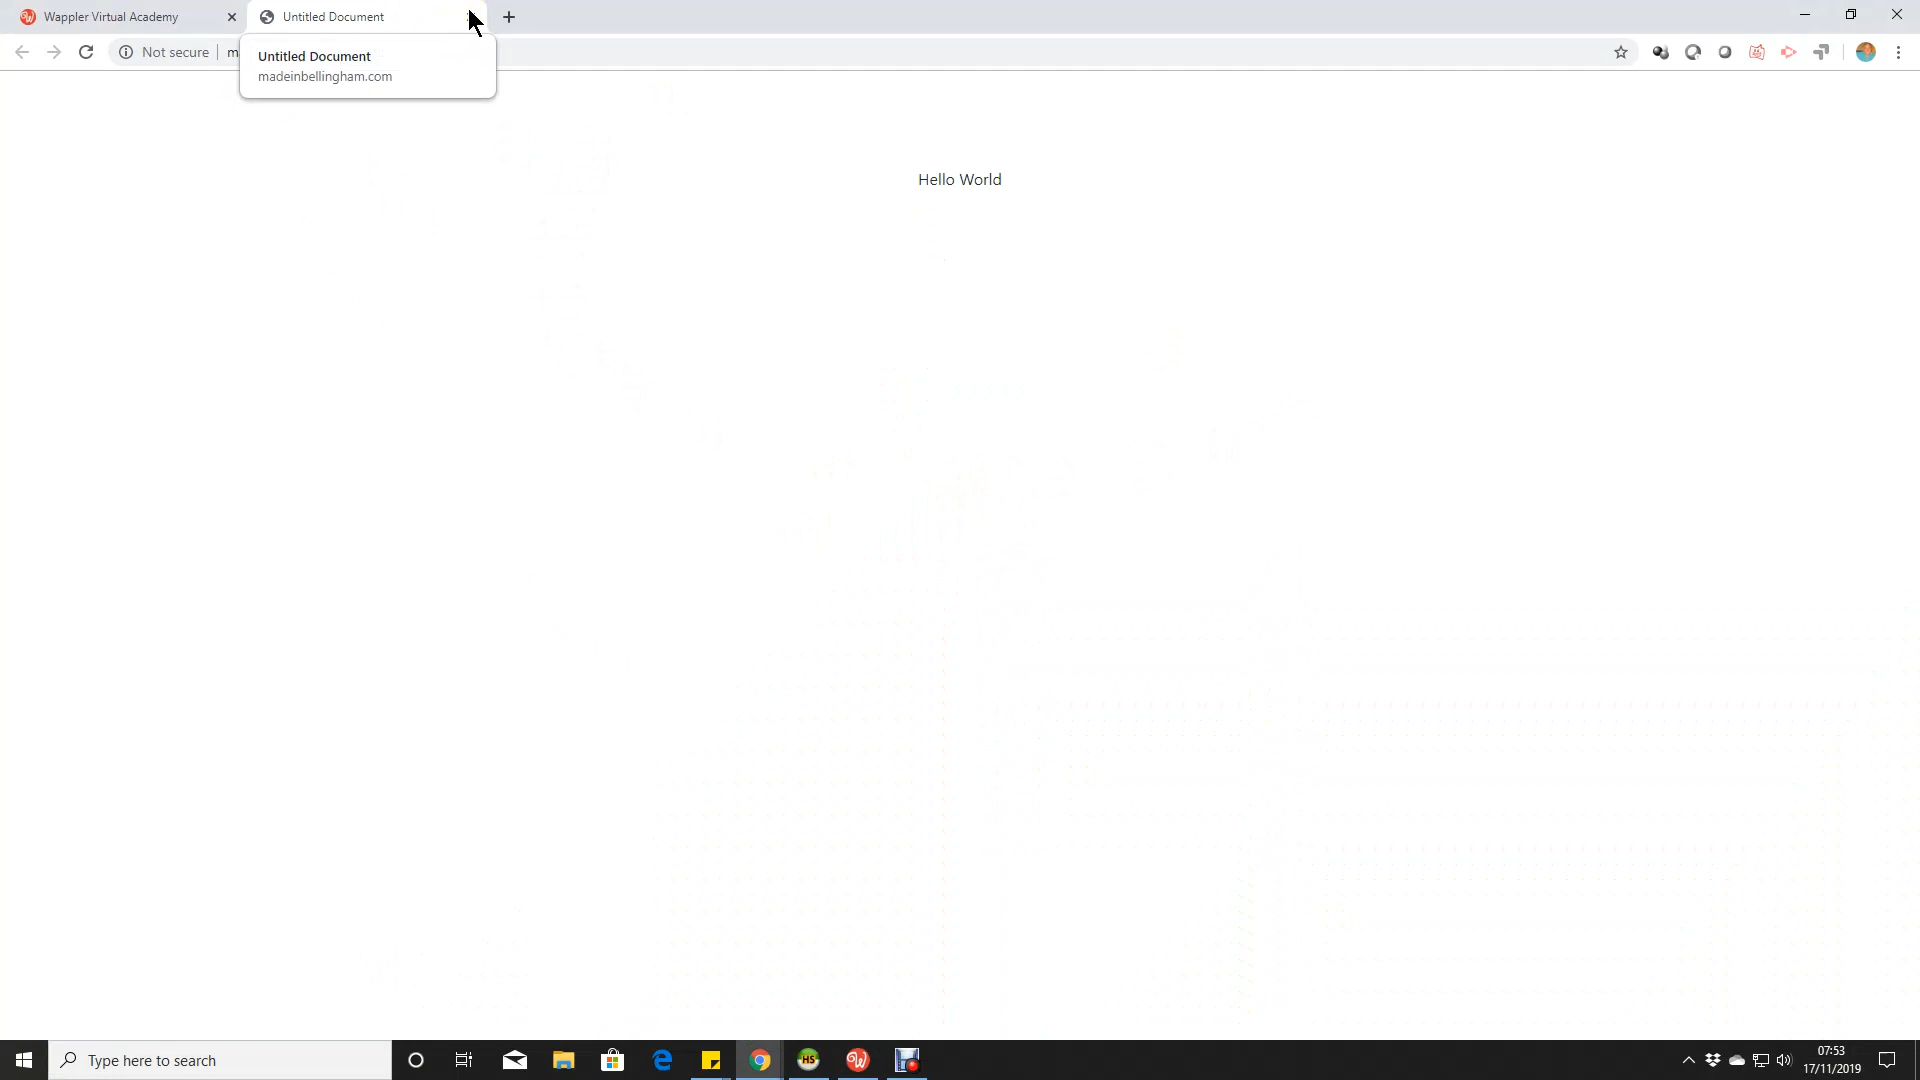 Wappler Virtual Academy
Untitled Document
Not secure
m
Untitled Document
madeinbellingham.com
Hello World
Type here to search
HS
07:53
17/11/2019